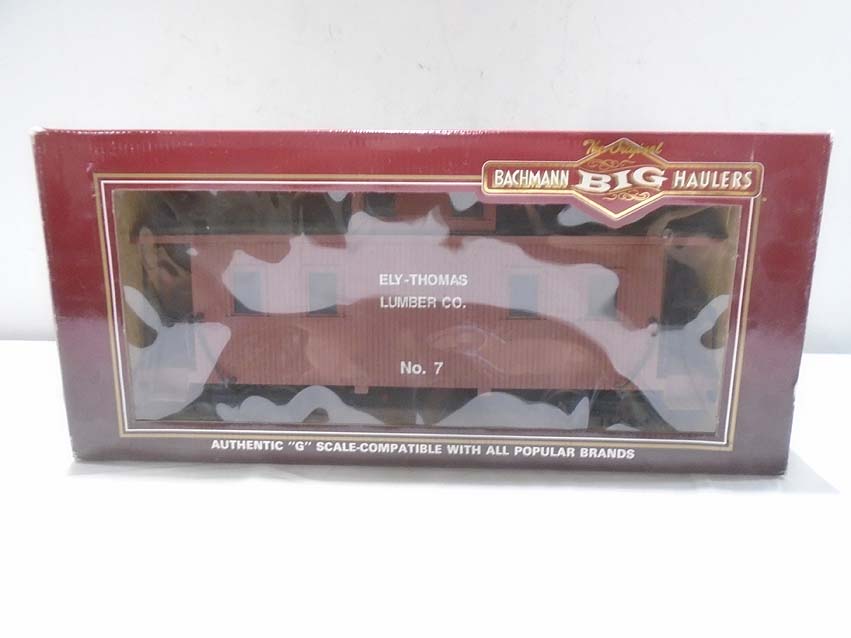 The Original
BACHMANN BIG HAULERS
ELY-THOMAS
LUMBER CO.
No. 7
AUTHENTIC "G" SCALE-COMPATIBLE WITH ALL POPULAR BRANDS